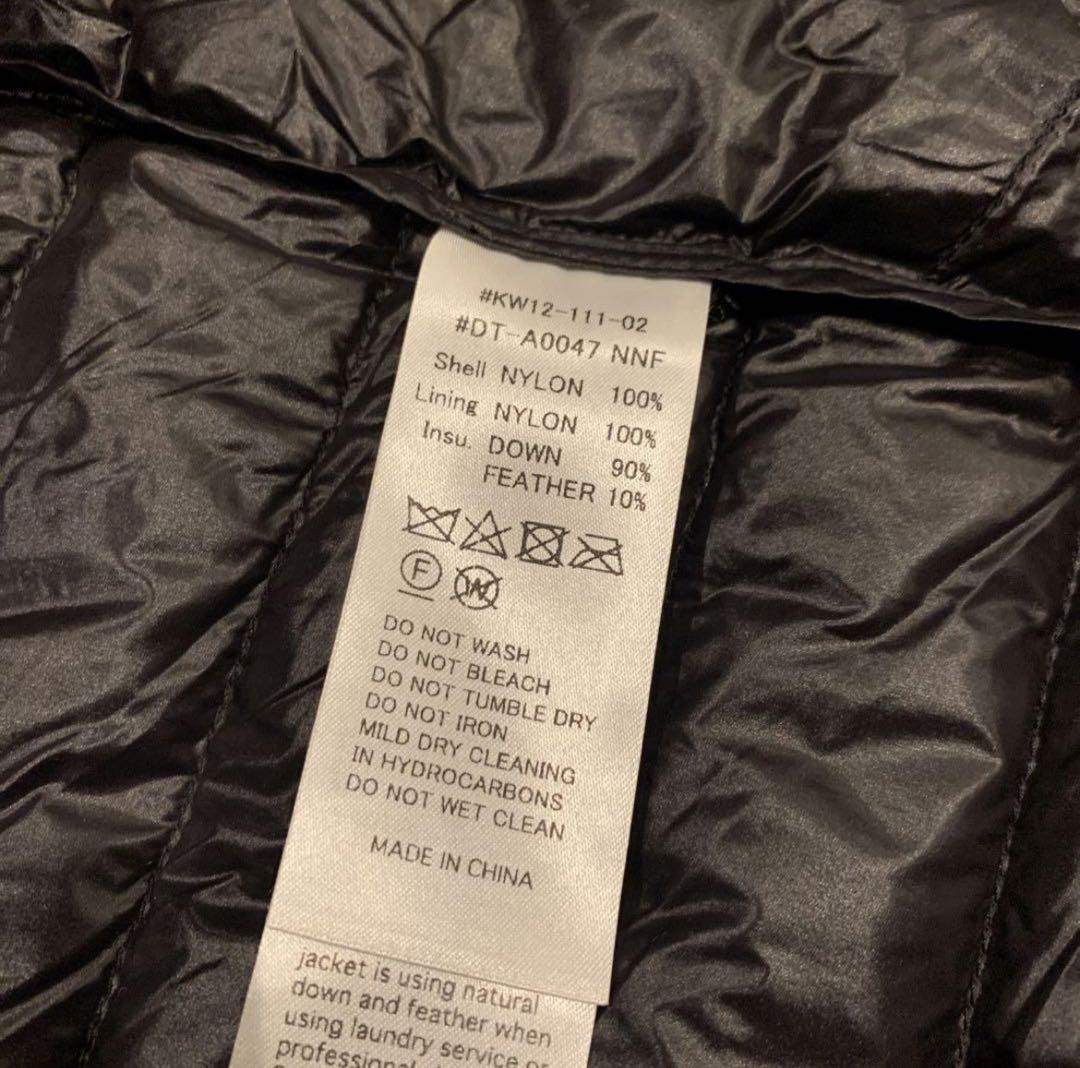 #KW12-111-02
#DT-A0047 NNF
Shell NYLON 100%
Lining NYLON 100%
Insu. DOWN 90%
FEATHER 10%
F
W
DO NOT WASH
DO NOT BLEACH
DO NOT TUMBLE DRY
DO NOT IRON
MILD DRY CLEANING
IN HYDROCARBONS
DO NOT WET CLEAN
MADE IN CHINA
jacket is using natural
down and feather when
using laundry service or
professional